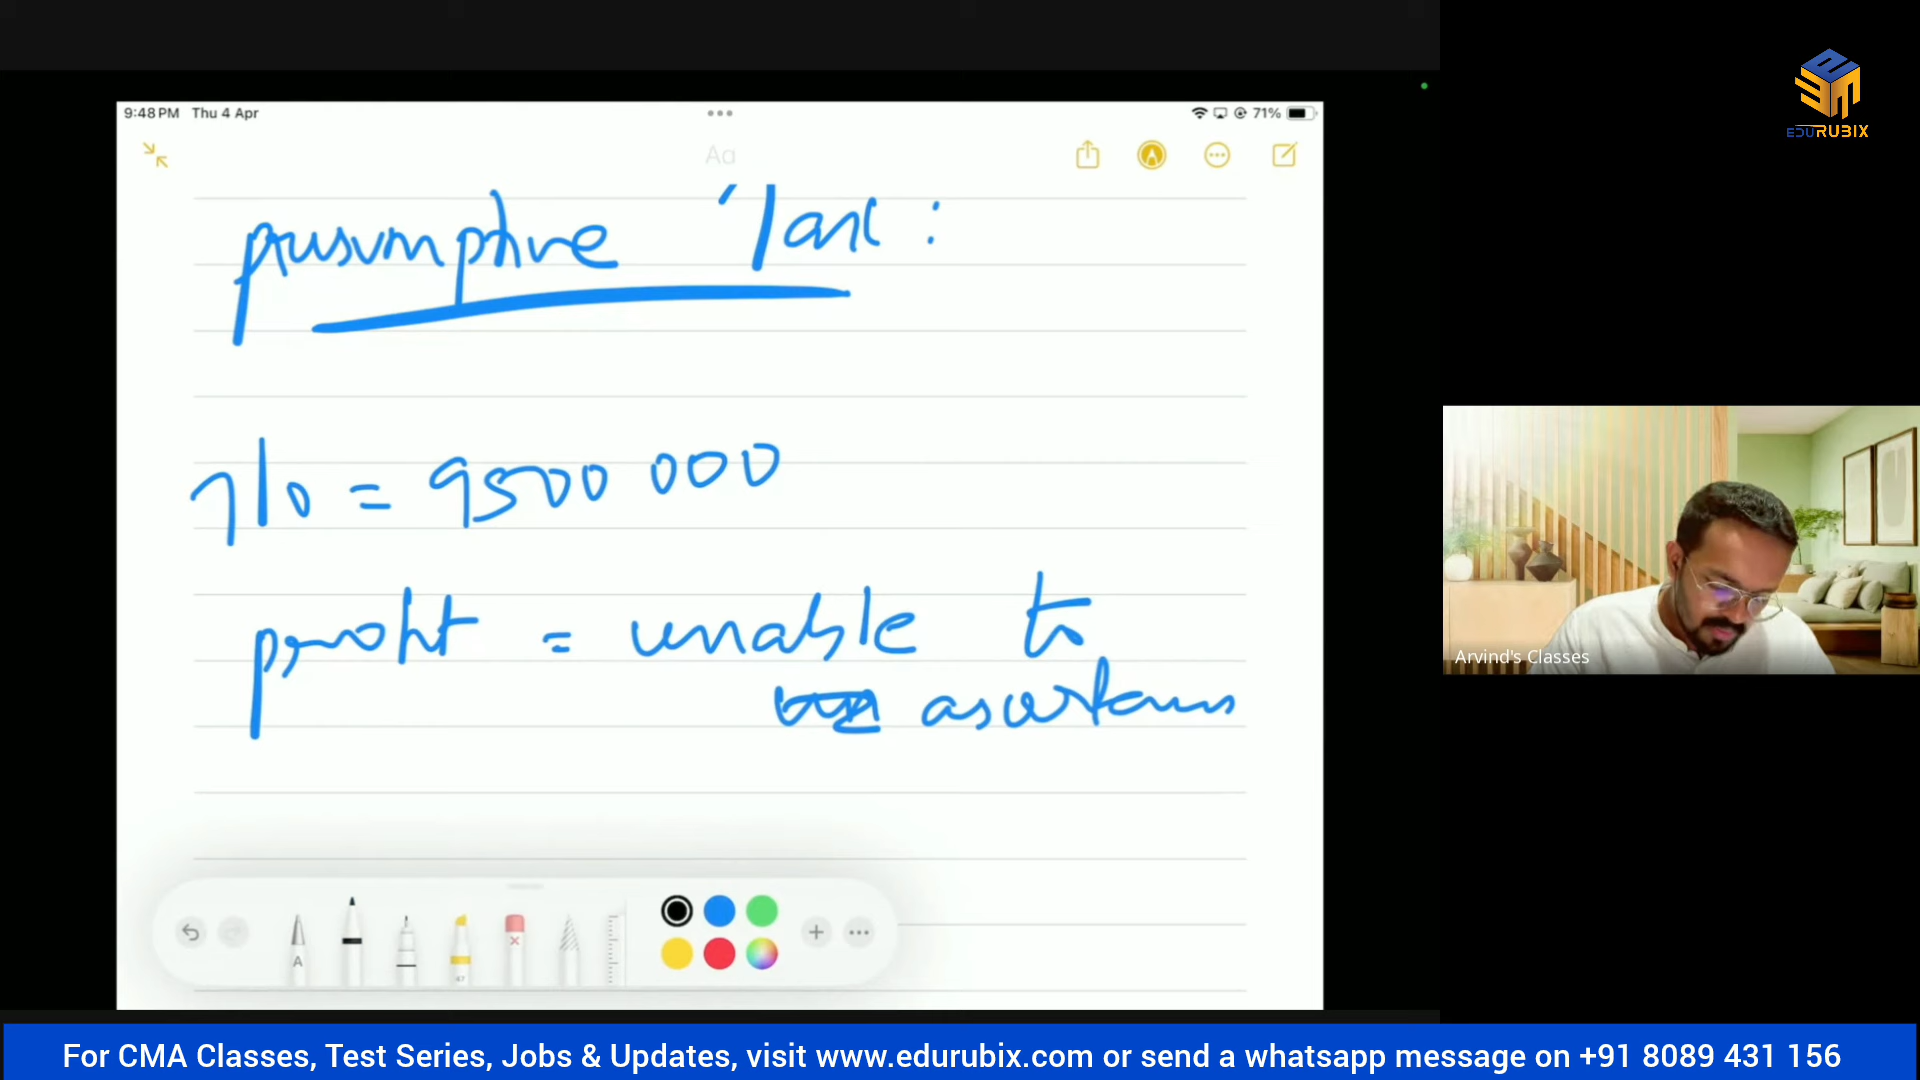 9:48 PM Thu 4 Apr
71%
Aa
presumptive Tax :
T/o = 9500 000
profit = unable to
ascertain
A
47
EDURUBIX
Arvind's Classes
For CMA Classes, Test Series, Jobs & Updates, visit www.edurubix.com or send a whatsapp message on +91 8089 431 156